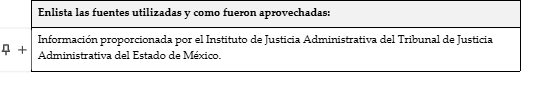 Enlista las fuentes utilizadas y como fueron aprovechadas:
Información proporcionada por el Instituto de Justicia Administrativa del Tribunal de Justicia
Administrativa del Estado de México.